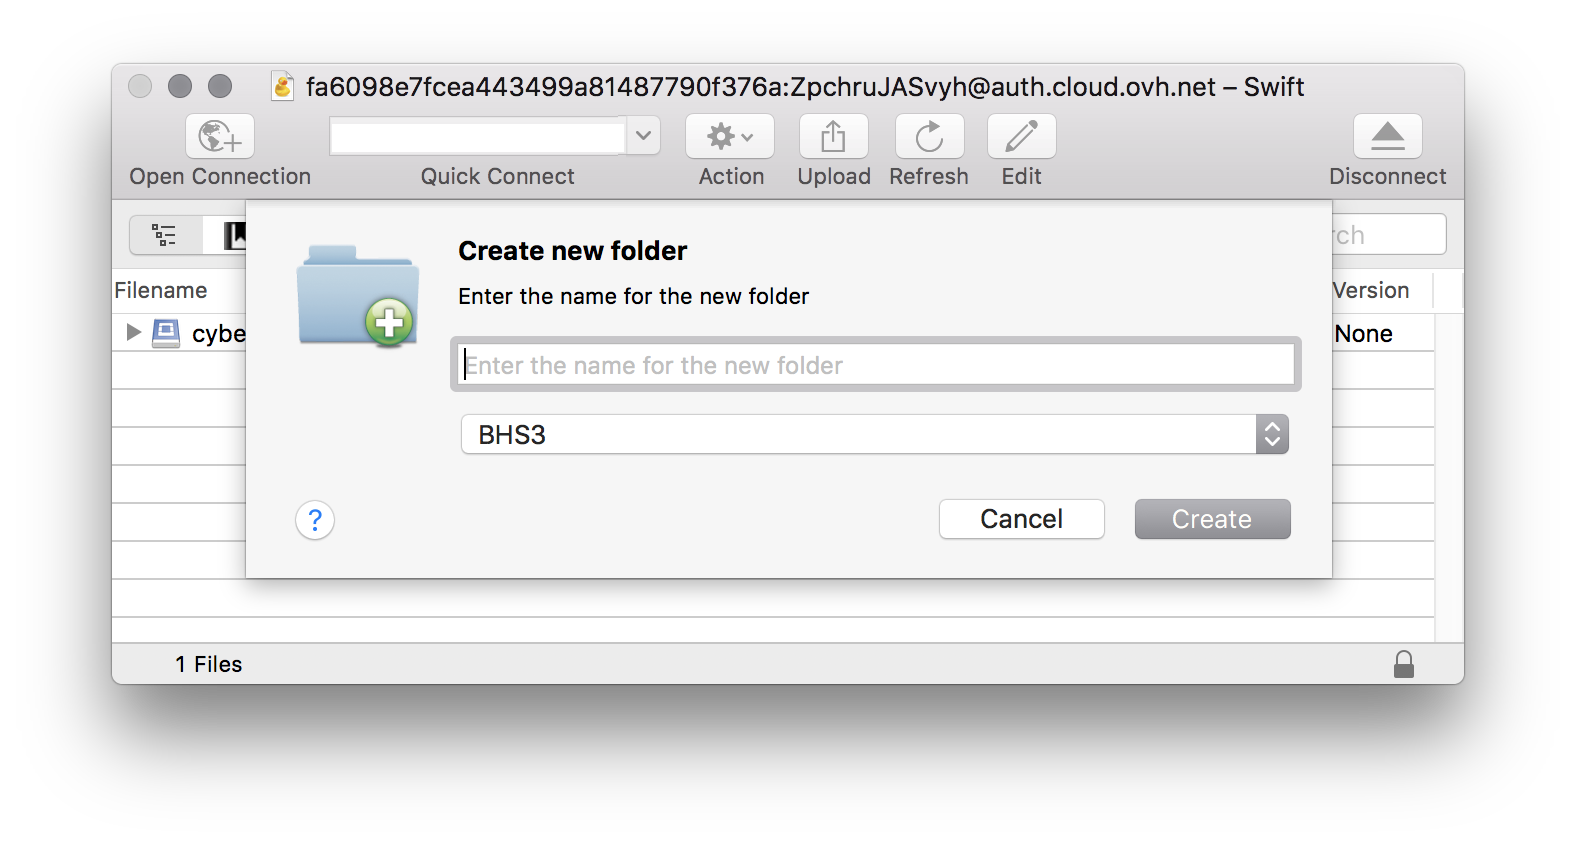 fa6098e7fcea443499a81487790f376a:ZpchruJASvyh@auth.cloud.ovh.net – Swift
Open Connection Quick Connect Action Upload Refresh Edit Disconnect
rch
Create new folder
Enter the name for the new folder
Filename Version
cybe None
Enter the name for the new folder
BHS3
? Cancel Create
1 Files